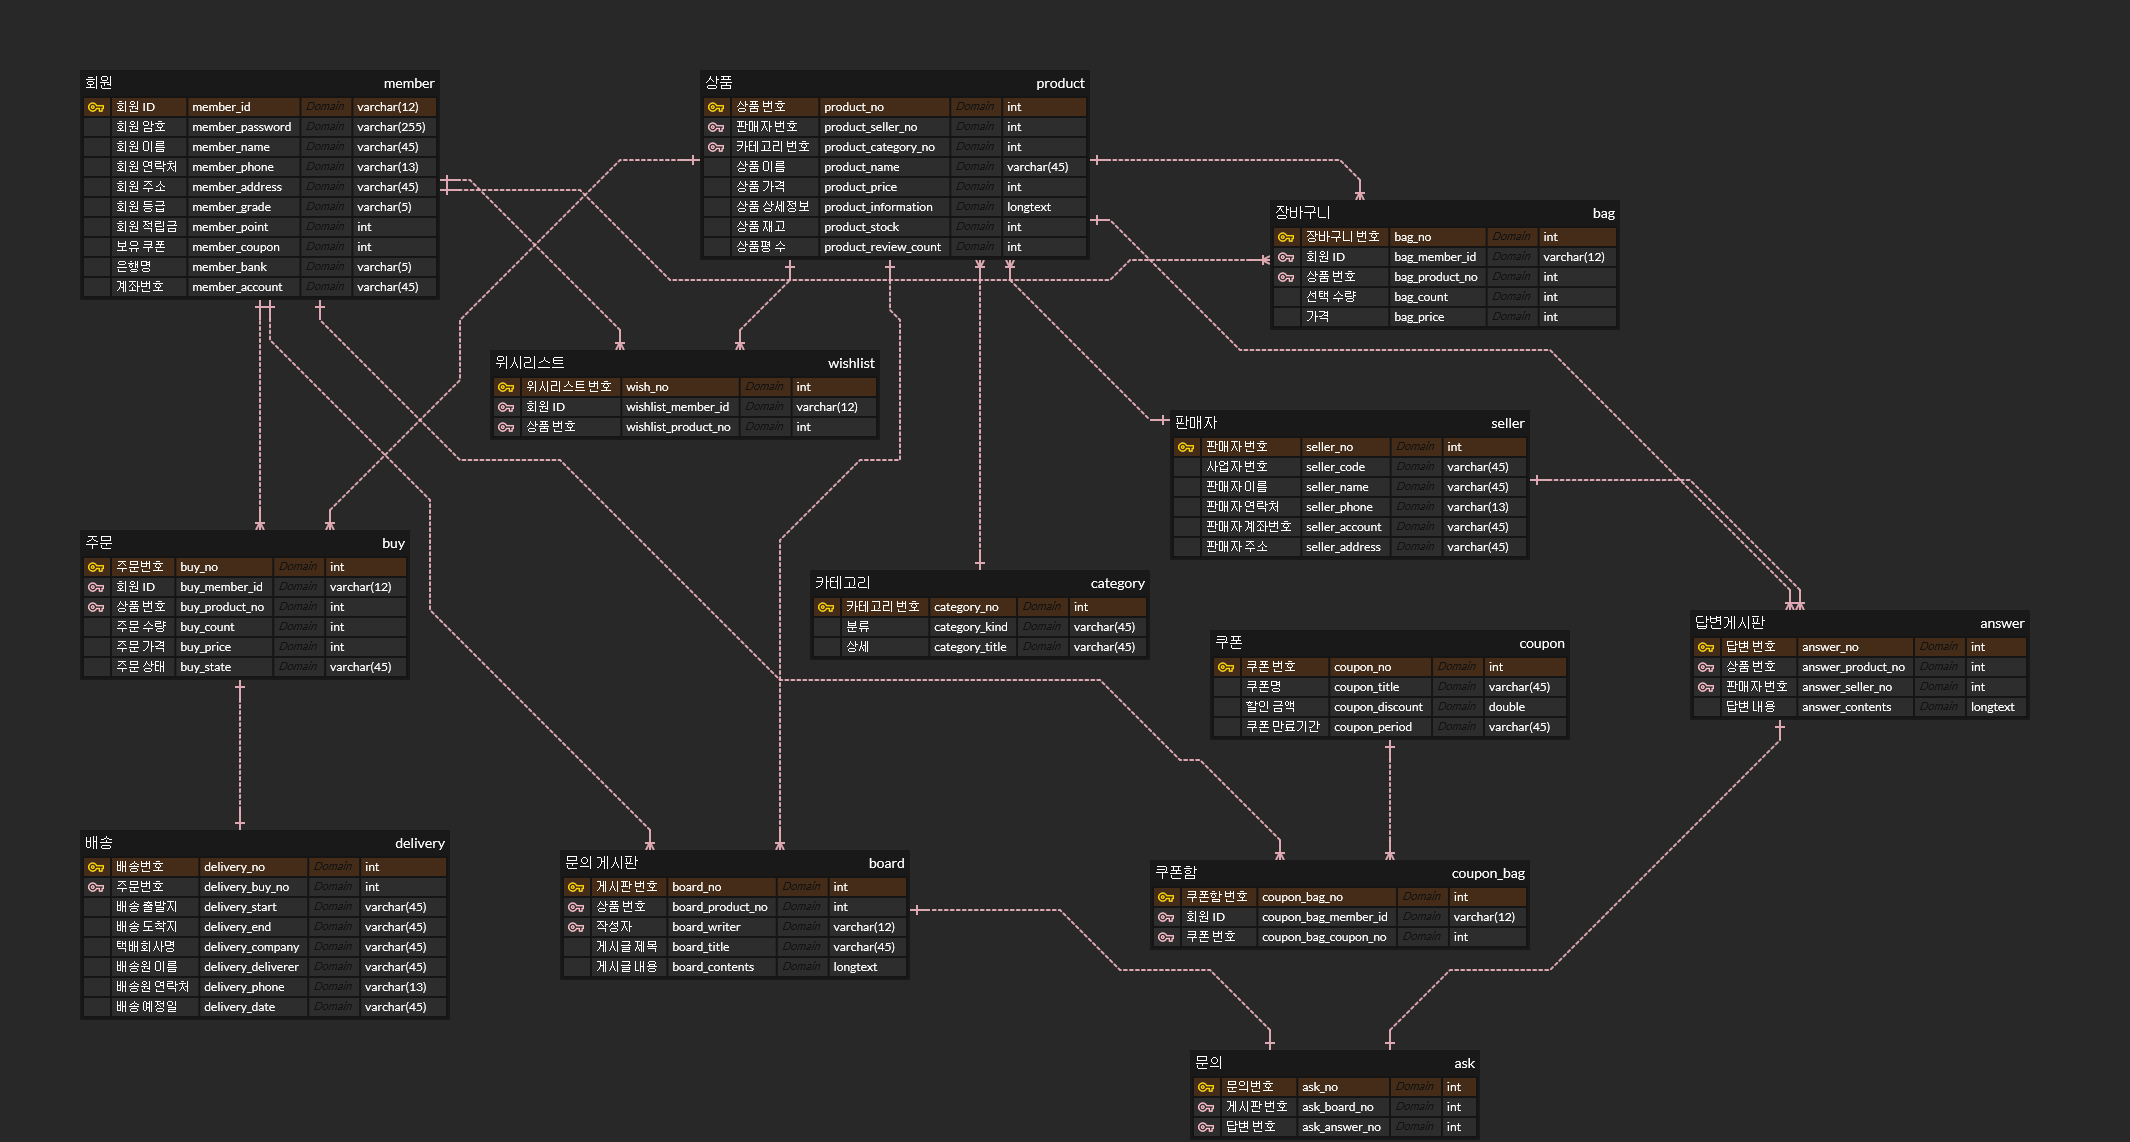 회원 member
회원 ID member_id Domain varchar(12)
회원 암호 member_password Domain varchar(255)
회원 이름 member_name Domain varchar(45)
회원 연락처 member_phone Domain varchar(13)
회원 주소 member_address Domain varchar(45)
회원 등급 member_grade Domain varchar(5)
회원 적립금 member_point Domain int
보유 쿠폰 member_coupon Domain int
은행명 member_bank Domain varchar(5)
계좌번호 member_account Domain varchar(45)
상품 product
상품 번호 product_no Domain int
판매자 번호 product_seller_no Domain int
카테고리 번호 product_category_no Domain int
상품 이름 product_name Domain varchar(45)
상품 가격 product_price Domain int
상품 상세정보 product_information Domain longtext
상품 재고 product_stock Domain int
상품평 수 product_review_count Domain int
장바구니 bag
장바구니 번호 bag_no Domain int
회원 ID bag_member_id Domain varchar(12)
상품 번호 bag_product_no Domain int
선택 수량 bag_count Domain int
가격 bag_price Domain int
위시리스트 wishlist
위시리스트 번호 wish_no Domain int
회원 ID wishlist_member_id Domain varchar(12)
상품 번호 wishlist_product_no Domain int
판매자 seller
판매자 번호 seller_no Domain int
사업자 번호 seller_code Domain varchar(45)
판매자 이름 seller_name Domain varchar(45)
판매자 연락처 seller_phone Domain varchar(13)
판매자 계좌번호 seller_account Domain varchar(45)
판매자 주소 seller_address Domain varchar(45)
주문 buy
주문번호 buy_no Domain int
회원 ID buy_member_id Domain varchar(12)
상품 번호 buy_product_no Domain int
주문 수량 buy_count Domain int
주문 가격 buy_price Domain int
주문 상태 buy_state Domain varchar(45)
카테고리 category
카테고리 번호 category_no Domain int
분류 category_kind Domain varchar(45)
상세 category_title Domain varchar(45)
쿠폰 coupon
쿠폰 번호 coupon_no Domain int
쿠폰명 coupon_title Domain varchar(45)
할인 금액 coupon_discount Domain double
쿠폰 만료기간 coupon_period Domain varchar(45)
답변게시판 answer
답변 번호 answer_no Domain int
상품 번호 answer_product_no Domain int
판매자 번호 answer_seller_no Domain int
답변 내용 answer_contents Domain longtext
배송 delivery
배송번호 delivery_no Domain int
주문번호 delivery_buy_no Domain int
배송 출발지 delivery_start Domain varchar(45)
배송 도착지 delivery_end Domain varchar(45)
택배회사명 delivery_company Domain varchar(45)
배송원 이름 delivery_deliverer Domain varchar(45)
배송원 연락처 delivery_phone Domain varchar(13)
배송 예정일 delivery_date Domain varchar(45)
문의 게시판 board
게시판 번호 board_no Domain int
상품 번호 board_product_no Domain int
작성자 board_writer Domain varchar(12)
게시글 제목 board_title Domain varchar(45)
게시글 내용 board_contents Domain longtext
쿠폰함 coupon_bag
쿠폰함 번호 coupon_bag_no Domain int
회원 ID coupon_bag_member_id Domain varchar(12)
쿠폰 번호 coupon_bag_coupon_no Domain int
문의 ask
문의번호 ask_no Domain int
게시판 번호 ask_board_no Domain int
답변 번호 ask_answer_no Domain int